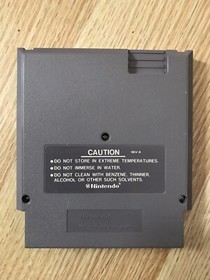 CAUTION REV-A
● DO NOT STORE IN EXTREME TEMPERATURES.
● DO NOT IMMERSE IN WATER.
● DO NOT CLEAN WITH BENZENE, THINNER,
ALCOHOL OR OTHER SUCH SOLVENTS.
Nintendo®